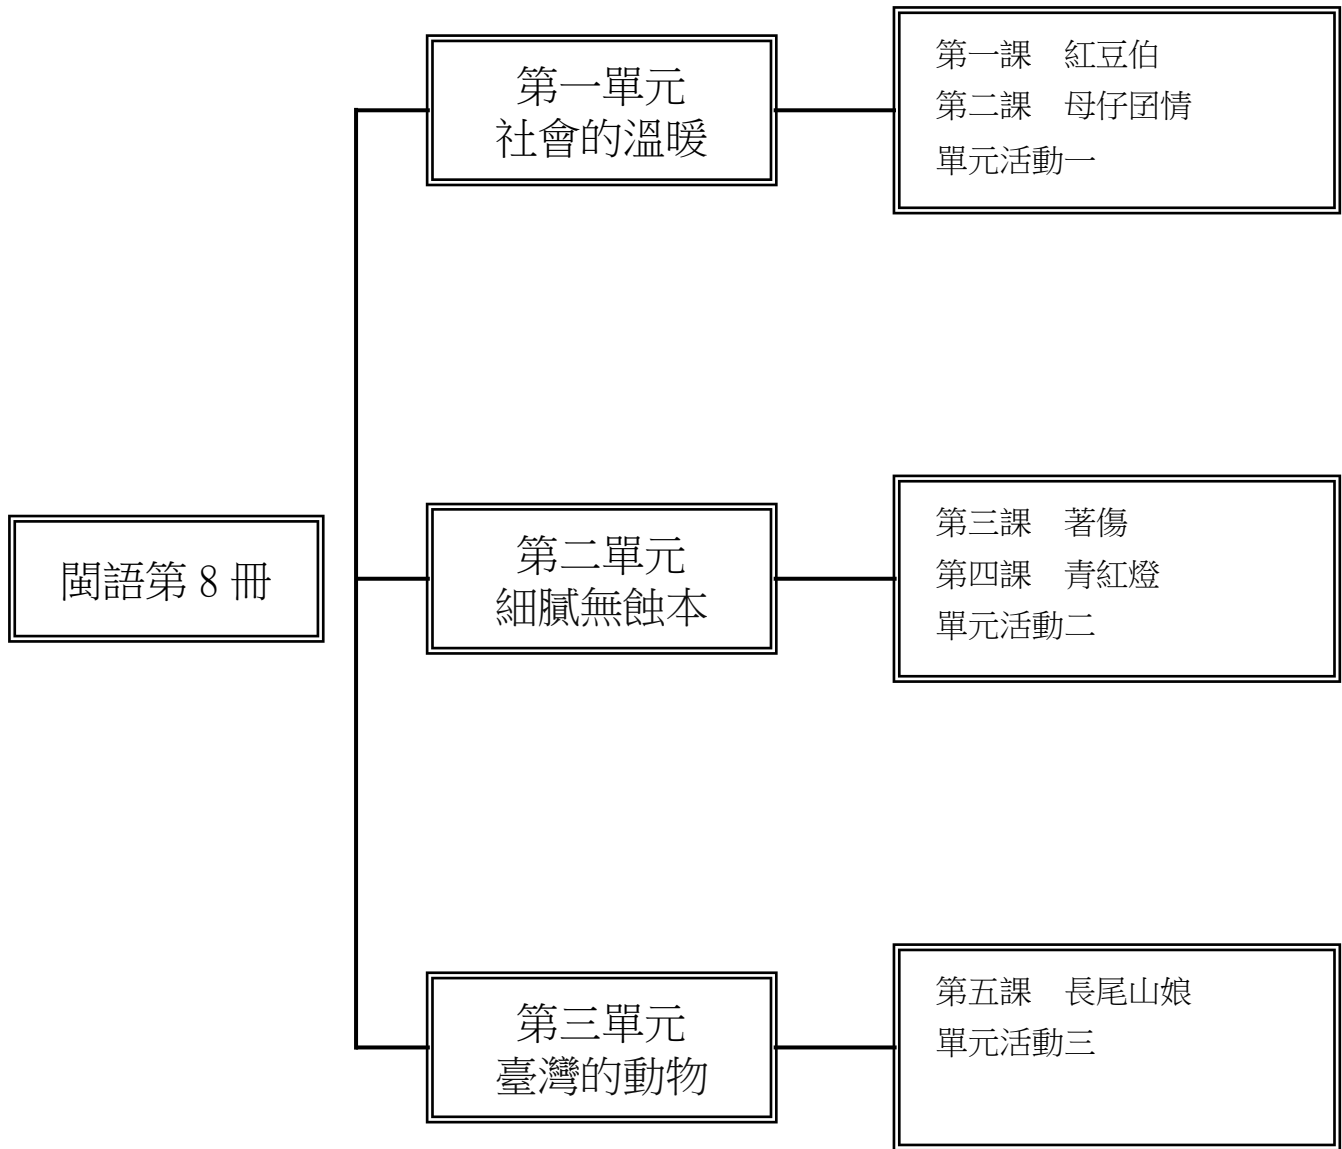 閩語第 8 冊
第一單元
社會的溫暖
第一課　紅豆伯
第二課　母仔囝情
單元活動一
第二單元
細膩無蝕本
第三課　著傷
第四課　青紅燈
單元活動二
第三單元
臺灣的動物
第五課　長尾山娘
單元活動三